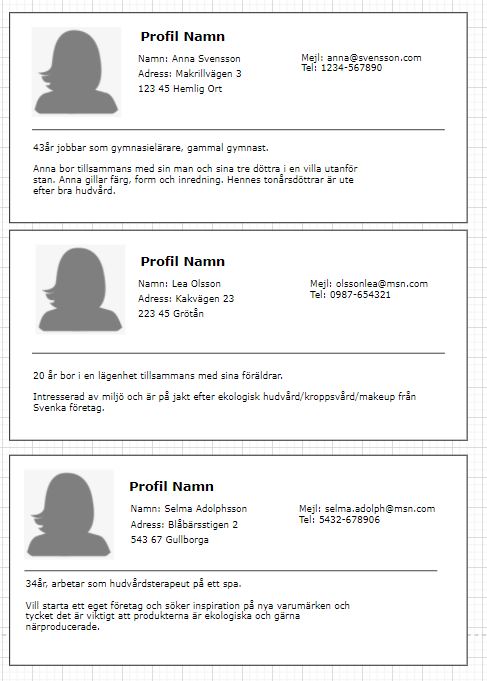 Profil Namn
Namn: Anna Svensson
Mejl: anna@svensson.com
Adress: Makrillvägen 3
Tel: 1234-567890
123 45 Hemlig Ort
43år jobbar som gymnasielärare, gammal gymnast.
Anna bor tillsammans med sin man och sina tre döttra i en villa utanför
stan. Anna gillar färg, form och inredning. Hennes tonårsdöttrar är ute
efter bra hudvård.
Profil Namn
Namn: Lea Olsson
Mejl: olssonlea@msn.com
Adress: Kakvägen 23
Tel: 0987-654321
223 45 Grötån
20 år bor i en lägenhet tillsammans med sina föräldrar.
Intresserad av miljö och är på jakt efter ekologisk hudvård/kroppsvård/makeup från
Svenka företag.
Profil Namn
Namn: Selma Adolphsson
Mejl: selma.adolph@msn.com
Adress: Blåbärsstigen 2
Tel: 5432-678906
543 67 Gullborga
34år, arbetar som hudvårdsterapeut på ett spa.
Vill starta ett eget företag och söker inspiration på nya varumärken och
tycket det är viktigt att produkterna är ekologiska och gärna
närproducerade.